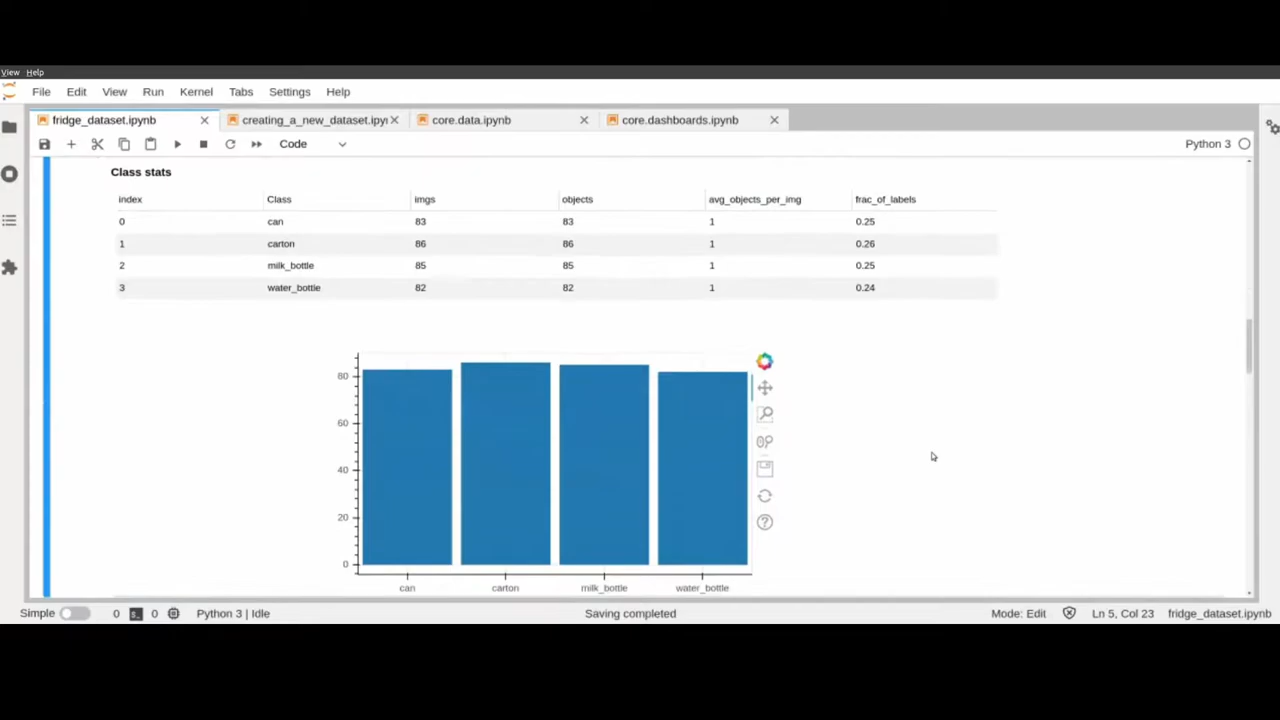 View Help
File Edit View Run Kernel Tabs Settings Help
fridge_dataset.ipynb creating_a_new_dataset.ipyı core.data.ipynb core.dashboards.ipynb
Code Python 3
Class stats
index Class imgs objects avg_objects_per_img frac_of_labels
0 can 83 83 1 0.25
1 carton 86 86 1 0.26
2 milk_bottle 85 85 1 0.25
3 water_bottle 82 82 1 0.24
80
60
40
20
0
can carton milk_bottle water_bottle
Simple 0 0 Python 3 | Idle Saving completed Mode: Edit Ln 5, Col 23 fridge_dataset.ipynb